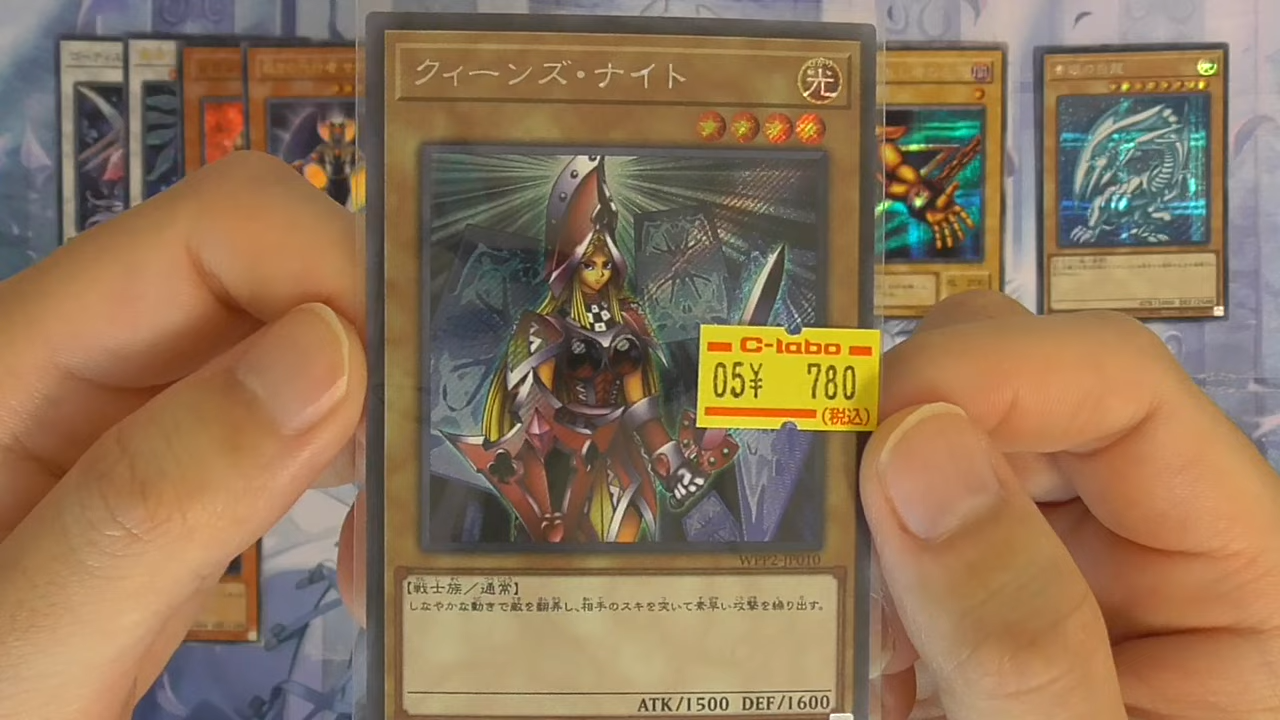 クィーンズ・ナイト
光
C-labo
05¥ 780
(税込)
WPP2-JP010
【戦士族／通常】
しなやかな動きで敵を翻弄し、相手のスキを突いて素早い攻撃を繰り出す。
ATK/1500 DEF/1600